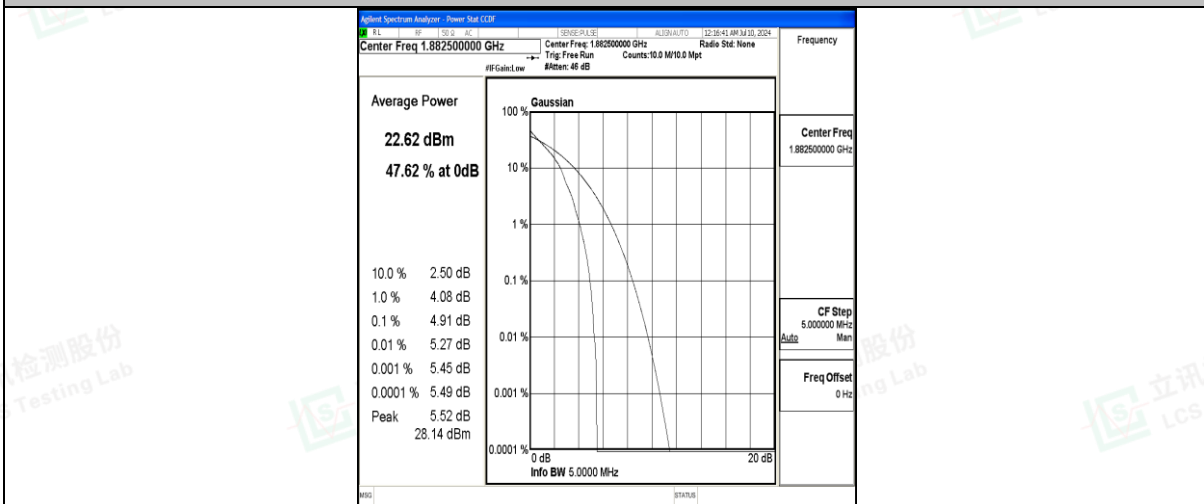 Agilent Spectrum Analyzer - Power Stat CCDF
RL RF 50 Ω AC SENSE:PULSE ALIGN AUTO 12:16:41 AM Jul 10, 2024
Center Freq 1.882500000 GHz
Center Freq: 1.882500000 GHz Radio Std: None
Trig: Free Run Counts:10.0 M/10.0 Mpt
#IFGain:Low #Atten: 46 dB
Frequency
Average Power
22.62 dBm
47.62 % at 0dB
10.0 % 2.50 dB
1.0 % 4.08 dB
0.1 % 4.91 dB
0.01 % 5.27 dB
0.001 % 5.45 dB
0.0001 % 5.49 dB
Peak 5.52 dB
28.14 dBm
Gaussian
100 %
10 %
1 %
0.1 %
0.01 %
0.001 %
0.0001 %
0 dB 20 dB
Info BW 5.0000 MHz
Center Freq
1.882500000 GHz
CF Step
5.000000 MHz
Auto Man
Freq Offset
0 Hz
MSG STATUS
检测股份
Testing Lab
立讯
LCS